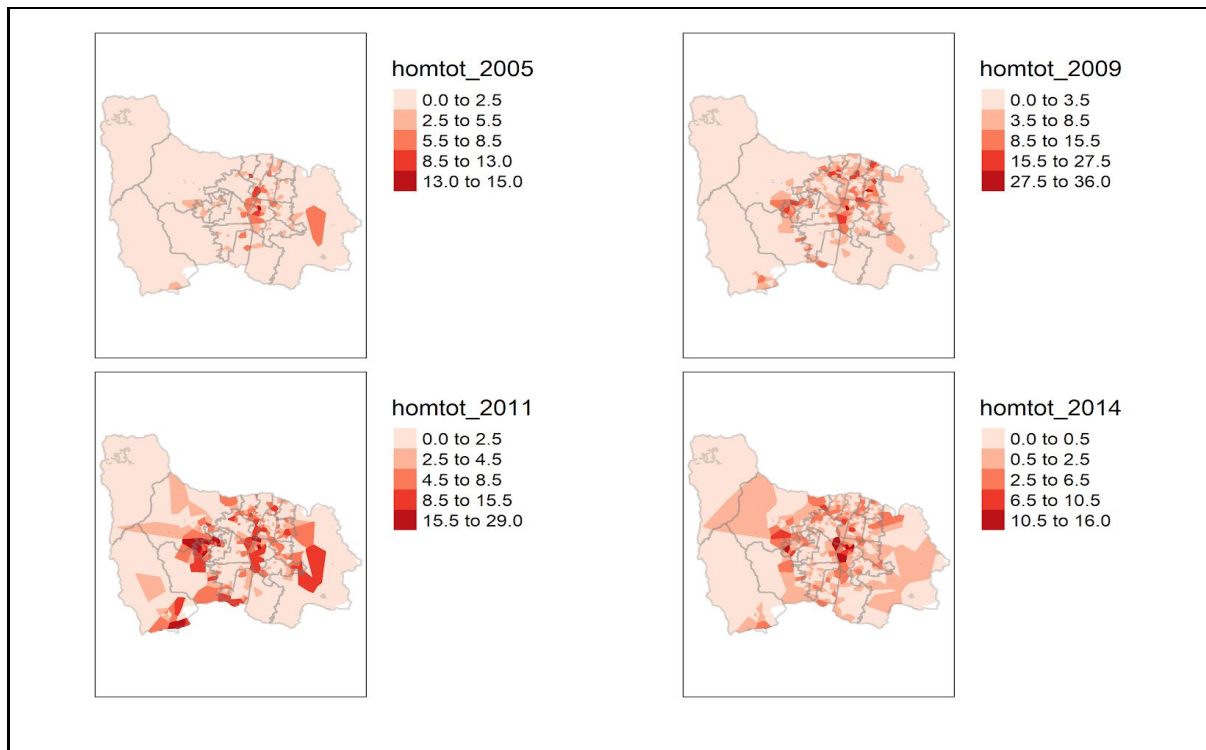 homtot_2005
0.0 to 2.5
2.5 to 5.5
5.5 to 8.5
8.5 to 13.0
13.0 to 15.0
homtot_2009
0.0 to 3.5
3.5 to 8.5
8.5 to 15.5
15.5 to 27.5
27.5 to 36.0
homtot_2011
0.0 to 2.5
2.5 to 4.5
4.5 to 8.5
8.5 to 15.5
15.5 to 29.0
homtot_2014
0.0 to 0.5
0.5 to 2.5
2.5 to 6.5
6.5 to 10.5
10.5 to 16.0